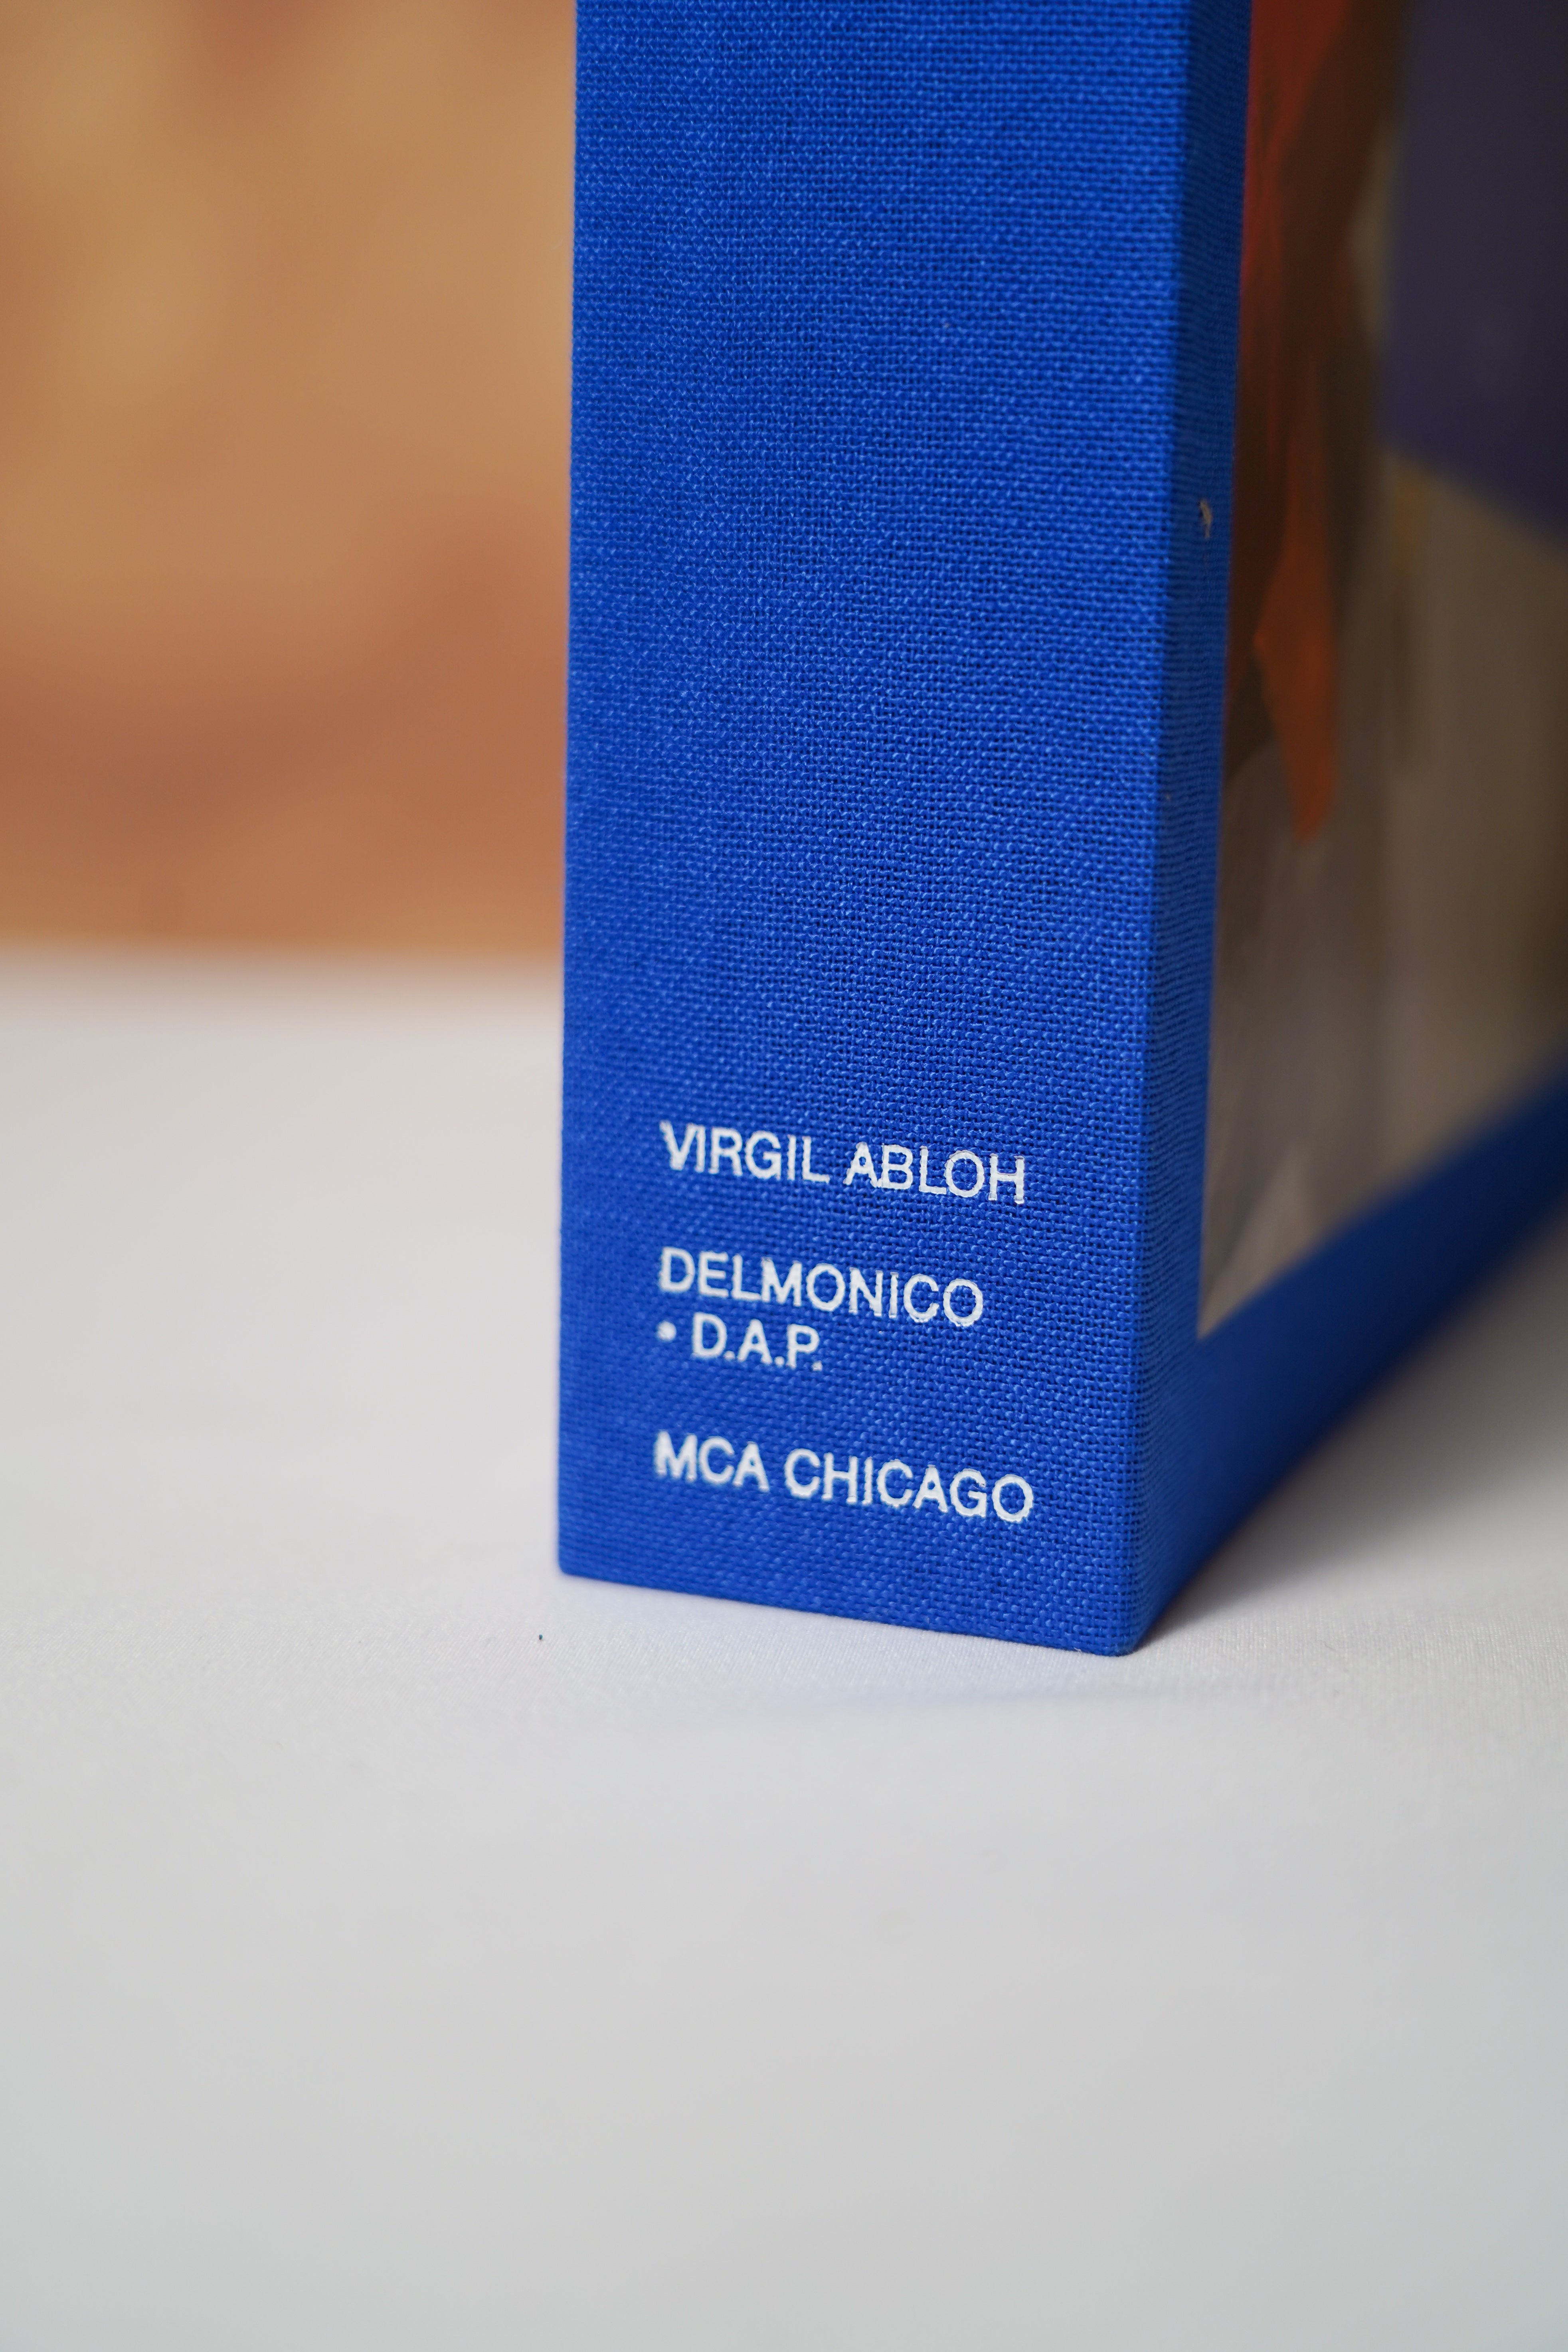 VIRGIL ABLOH
DELMONICO
• D.A.P.
MCA CHICAGO